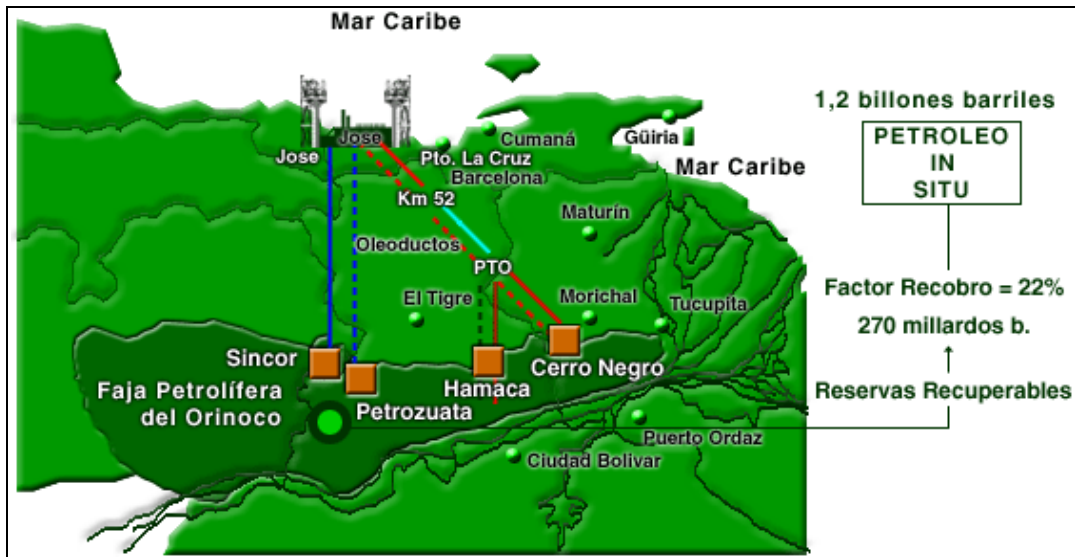 Mar Caribe
1,2 billones barriles
PETROLEO
IN
SITU
Jose
Jose
Cumaná
Güiria
Pto. La Cruz
Barcelona
Mar Caribe
Km 52
Maturín
Oleoductos
PTO
Factor Recobro = 22%
270 millardos b.
El Tigre
Morichal
Tucupita
Sincor
Cerro Negro
Hamaca
Faja Petrolífera
del Orinoco
Petrozuata
Reservas Recuperables
Puerto Ordaz
Ciudad Bolivar